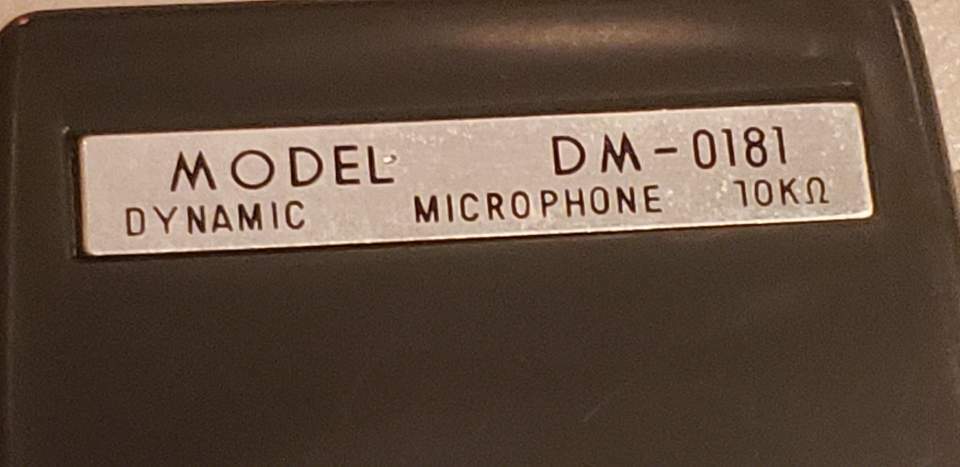 MODEL DM-0181
DYNAMIC MICROPHONE 10KΩ